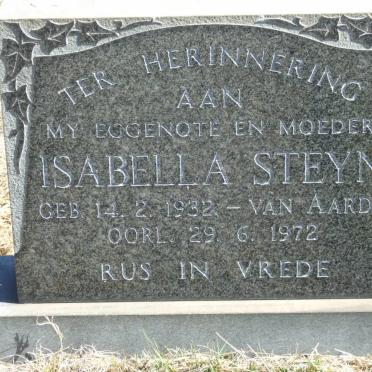 TER HERINNERING
AAN
MY EGGENOTE EN MOEDER
ISABELLA STEYN
GEB. 14. 2. 1932. – VAN AARD
OORL. 29. 6. 1972
RUS IN VREDE